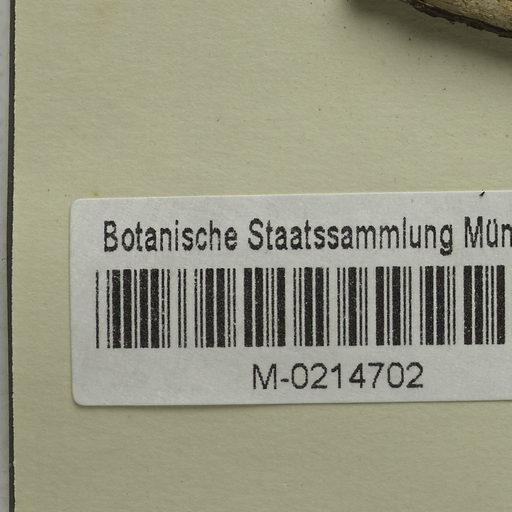 Botanische Staatssammlung Mün
M-0214702